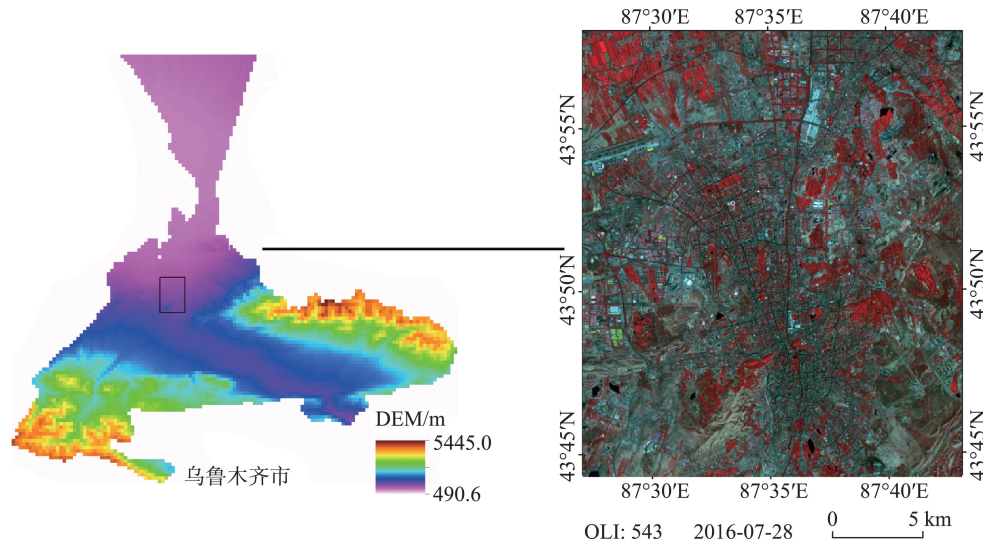 87°30′E 87°35′E 87°40′E
43°55′N 43°55′N
43°50′N 43°50′N
43°45′N 43°45′N
DEM/m
5445.0
490.6
乌鲁木齐市
87°30′E 87°35′E 87°40′E
OLI: 543 2016-07-28 0 5 km